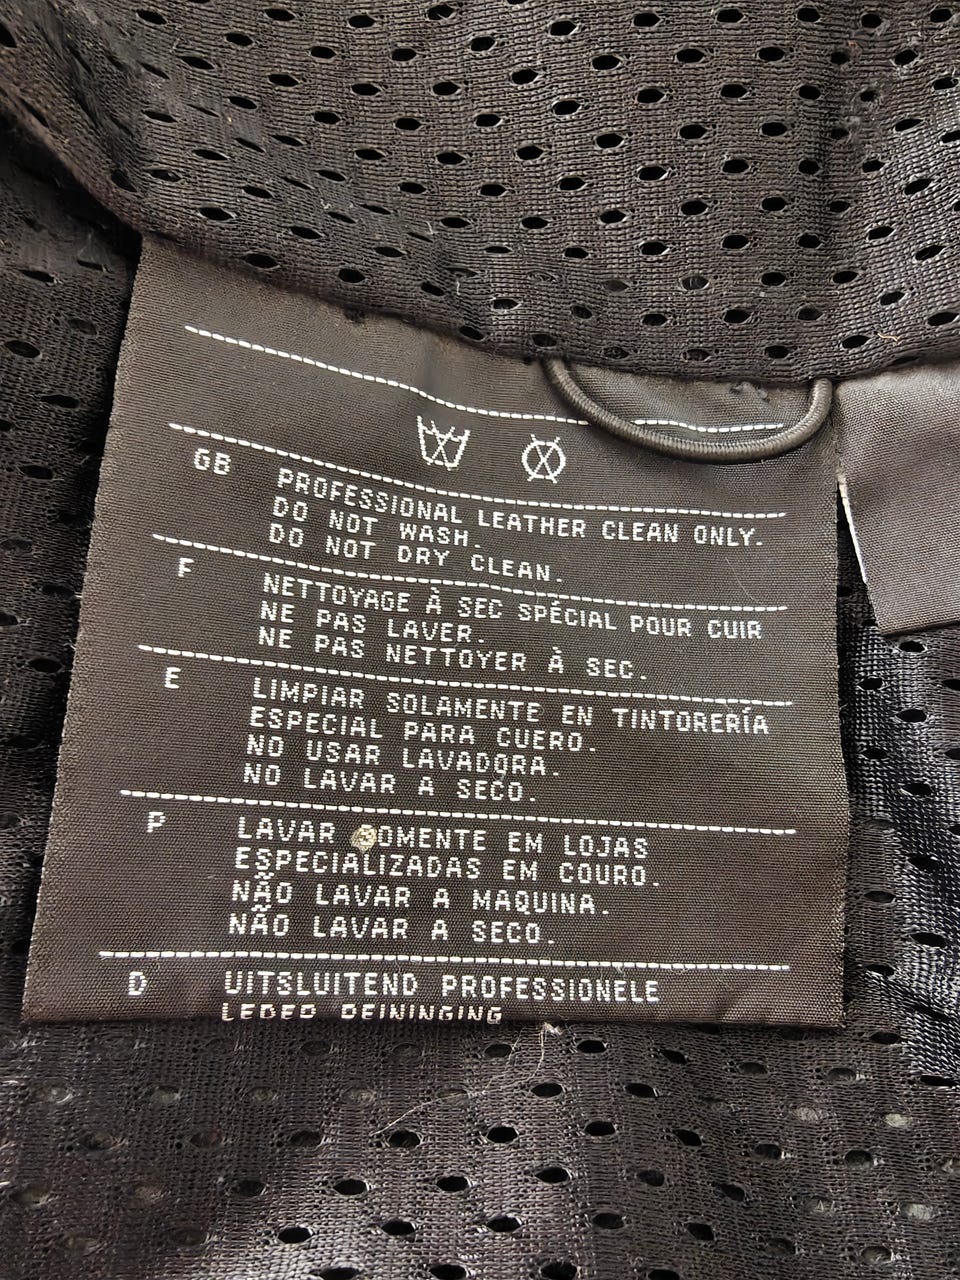 GB PROFESSIONAL LEATHER CLEAN ONLY.
DO NOT WASH.
DO NOT DRY CLEAN.
F NETTOYAGE À SEC SPÉCIAL POUR CUIR
NE PAS LAVER.
NE PAS NETTOYER À SEC.
E LIMPIAR SOLAMENTE EN TINTORERÍA
ESPECIAL PARA CUERO.
NO USAR LAVADORA.
NO LAVAR A SECO.
P LAVAR SOMENTE EM LOJAS
ESPECIALIZADAS EM COURO.
NÃO LAVAR A MAQUINA.
NÃO LAVAR A SECO.
D UITSLUITEND PROFESSIONELE
LEDER REININGING